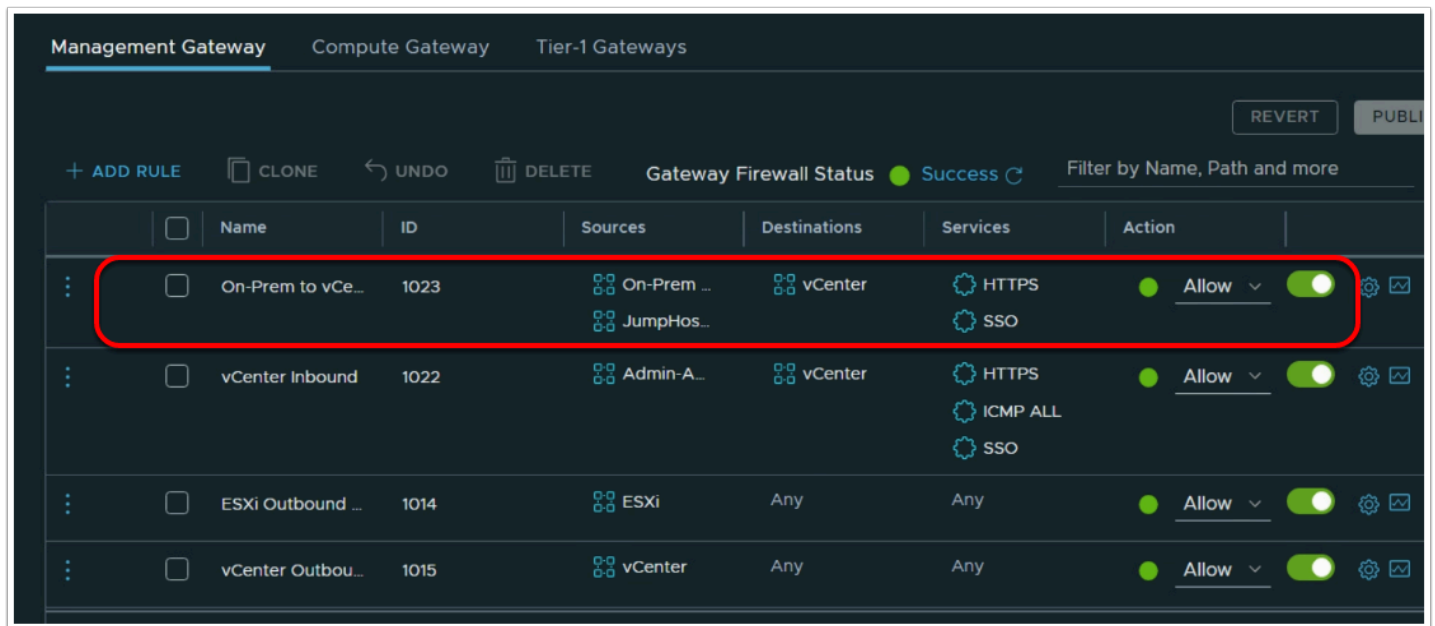 Management Gateway Compute Gateway Tier-1 Gateways
REVERT PUBLI
+ ADD RULE CLONE UNDO DELETE Gateway Firewall Status Success Filter by Name, Path and more
Name ID Sources Destinations Services Action
On-Prem to vCe... 1023 On-Prem ... vCenter HTTPS Allow
JumpHos... SSO
vCenter Inbound 1022 Admin-A... vCenter HTTPS Allow
ICMP ALL
SSO
ESXi Outbound ... 1014 ESXi Any Any Allow
vCenter Outbou... 1015 vCenter Any Any Allow